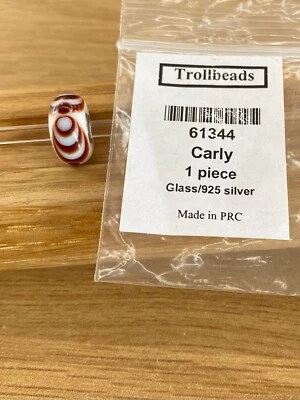 Trollbeads
61344
Carly
1 piece
Glass/925 silver
Made in PRC